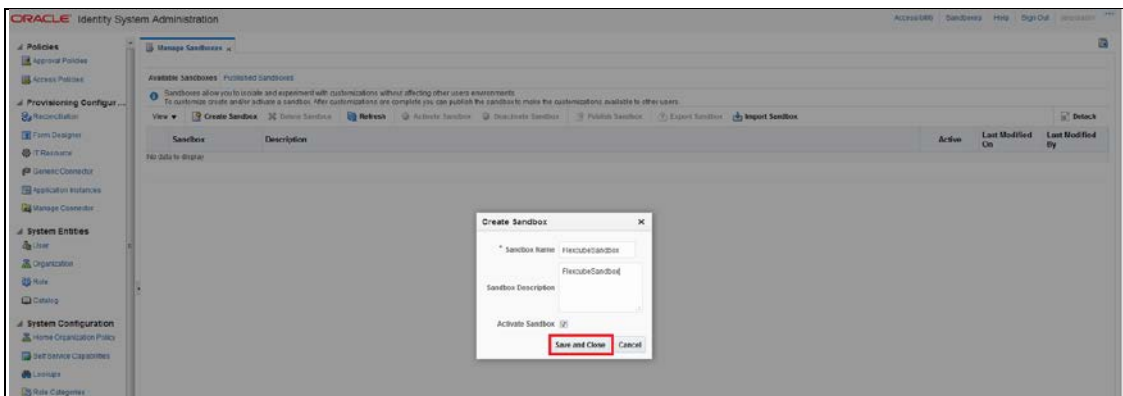 ORACLE Identity System Administration
Accessibility Sandboxes Help Sign Out
Policies
Approval Policies
Access Policies
Provisioning Configur...
Reconciliation
Form Designer
IT Resource
Generic Connector
Application Instances
Manage Connector
System Entities
User
Organization
Role
Catalog
System Configuration
Home Organization Policy
Self Service Capabilities
Lookups
Role Categories
Manage Sandboxes
Available Sandboxes Published Sandboxes
Sandboxes allow you to isolate and experiment with customizations without affecting other users environments.
To customize create and/or activate a sandbox. After customizations are complete you can publish the sandbox to make the customizations available to other users.
View Create Sandbox Delete Sandbox Refresh Activate Sandbox Deactivate Sandbox Publish Sandbox Export Sandbox Import Sandbox Detach
Sandbox Description Active Last Modified On Last Modified By
No data to display
Create Sandbox
* Sandbox Name FlexcubeSandbox
Sandbox Description FlexcubeSandbox
Activate Sandbox
Save and Close Cancel